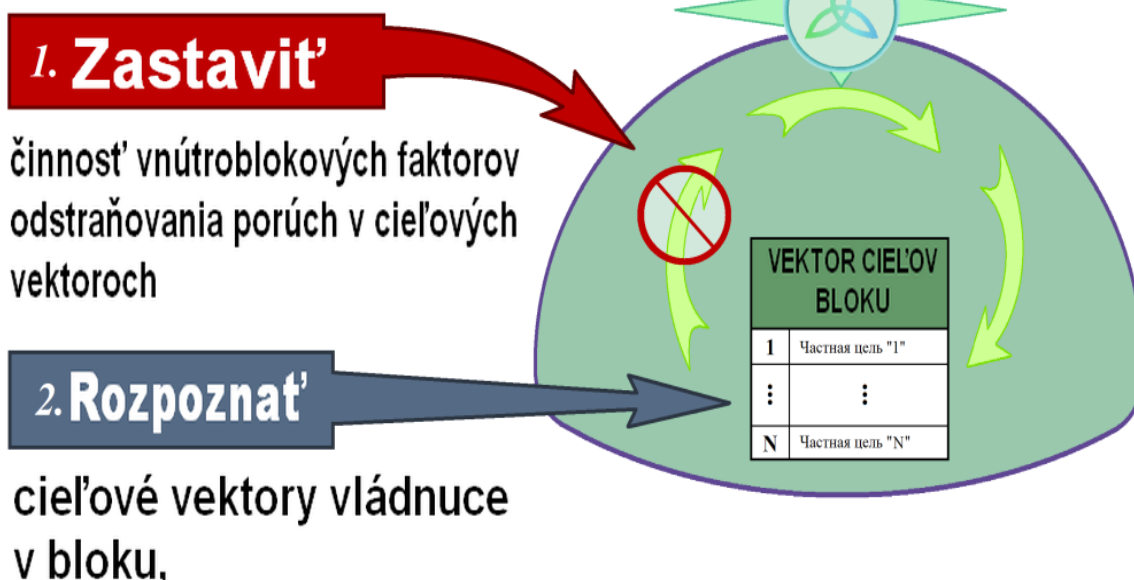 1. Zastaviť
činnosť vnútroblokových faktorov
odstraňovania porúch v cieľových
vektoroch
2. Rozpoznať
cieľové vektory vládnuce
v bloku,
VEKTOR CIEĽOV
BLOKU
1 Частная цель "1"
⋮ ⋮
N Частная цель "N"